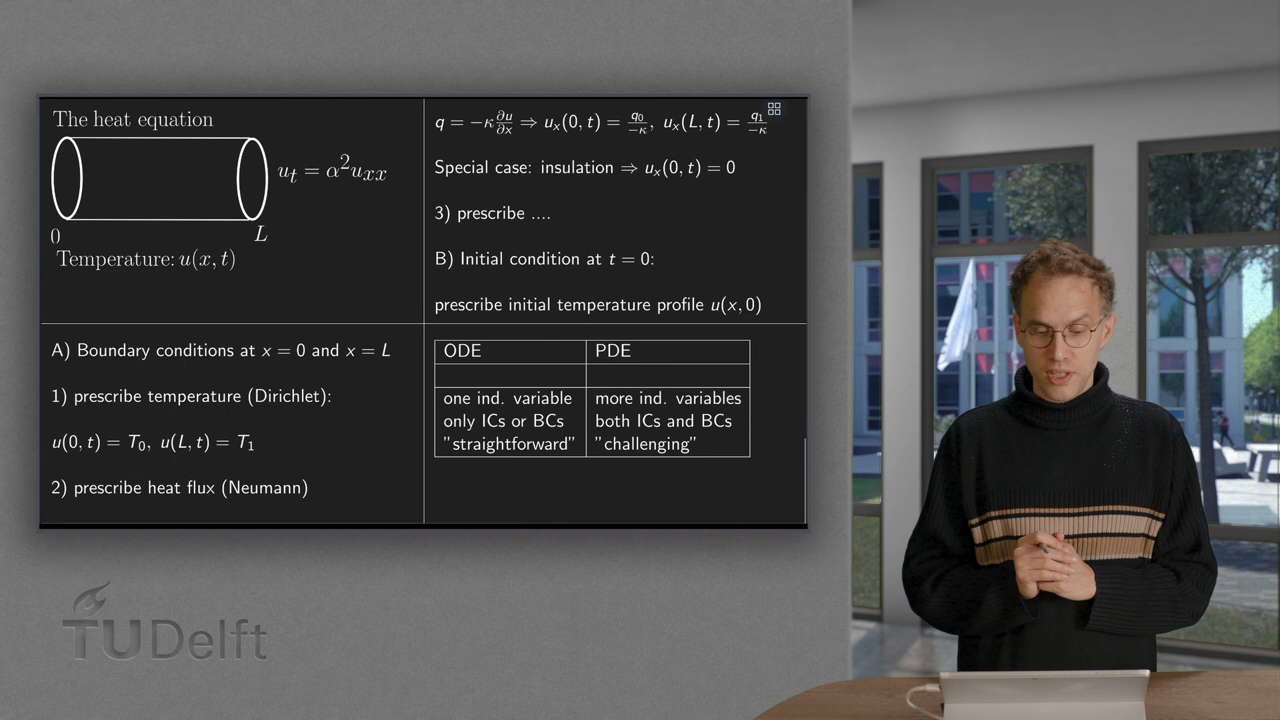 The heat equation
u_t = α²u_{xx}
0
L
Temperature: u(x, t)
q = −κ ∂u/∂x ⇒ u_x(0, t) = q_0/−κ, u_x(L, t) = q_1/−κ
Special case: insulation ⇒ u_x(0, t) = 0
3) prescribe ....
B) Initial condition at t = 0:
prescribe initial temperature profile u(x, 0)
A) Boundary conditions at x = 0 and x = L
1) prescribe temperature (Dirichlet):
u(0, t) = T_0, u(L, t) = T_1
2) prescribe heat flux (Neumann)
ODE
PDE
one ind. variable
only ICs or BCs
"straightforward"
more ind. variables
both ICs and BCs
"challenging"
TUDelft